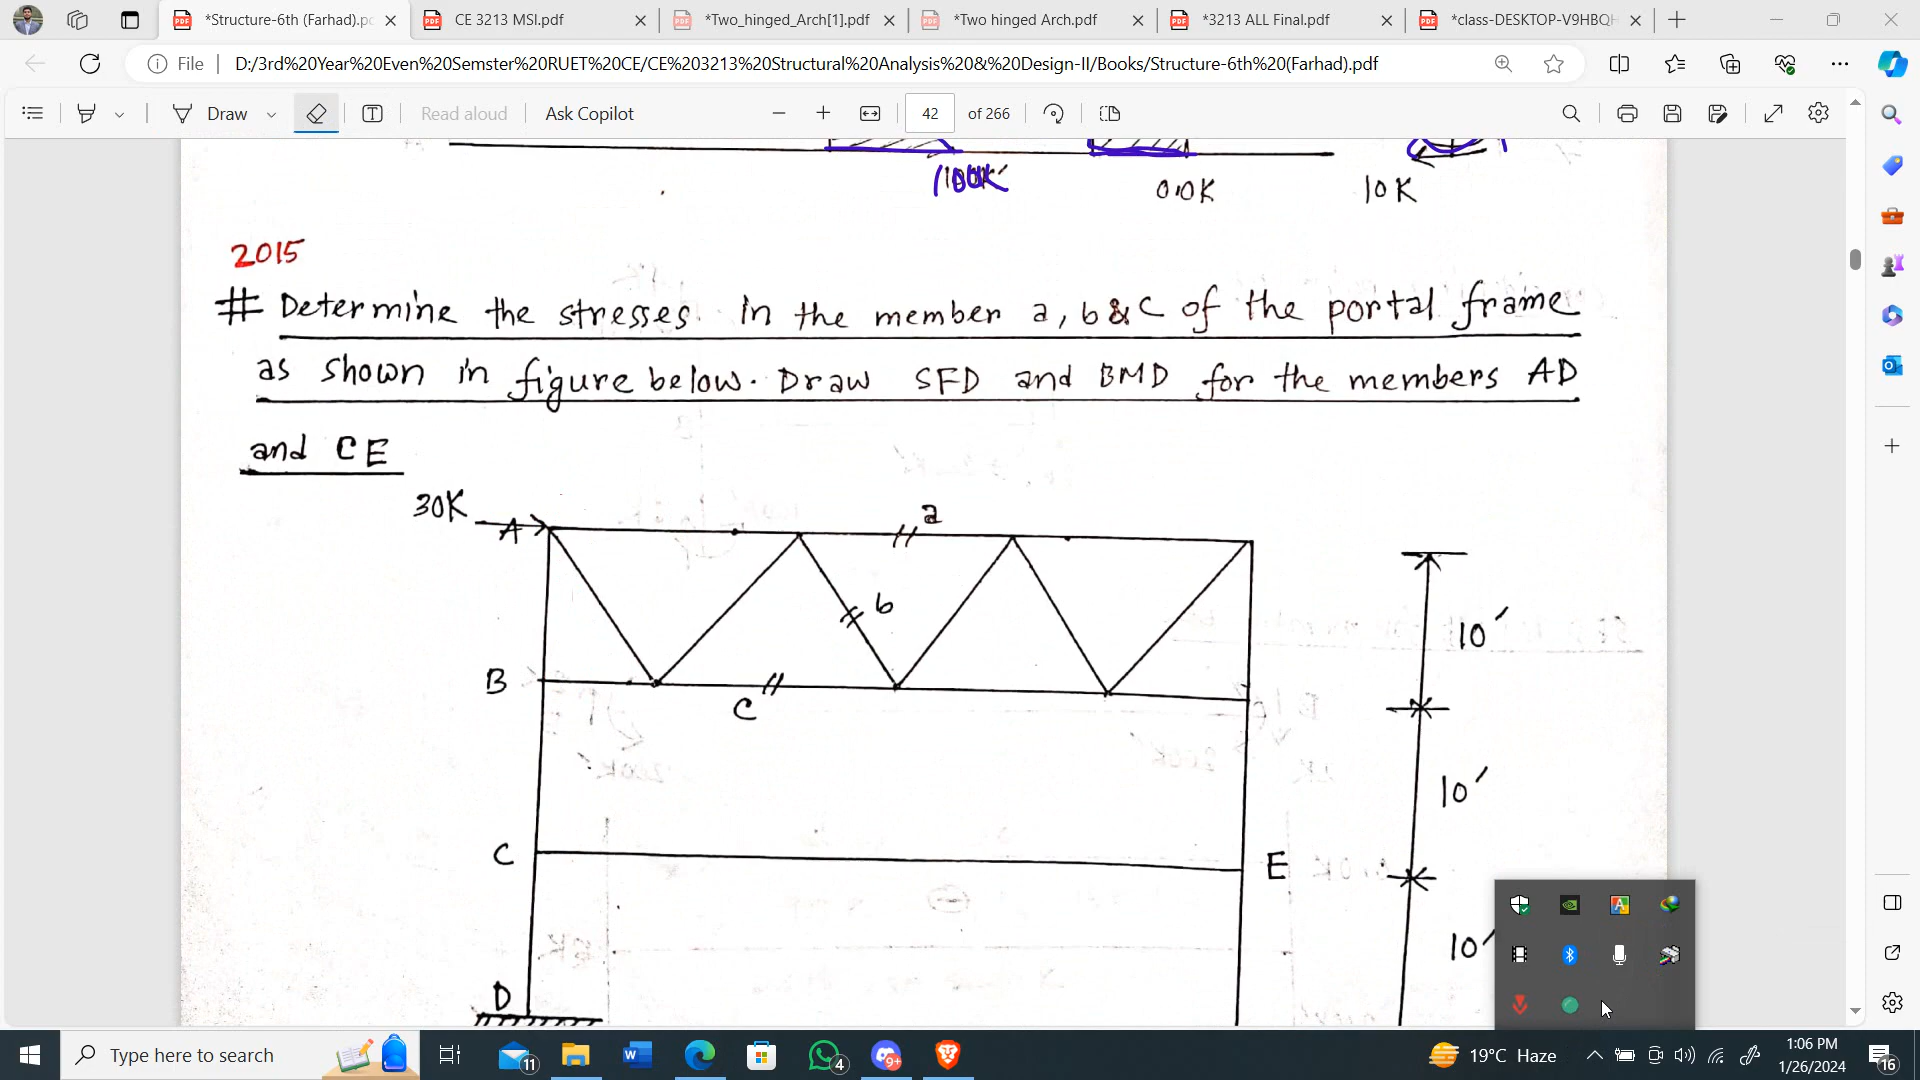 *Structure-6th (Farhad).pd
CE 3213 MSI.pdf
*Two_hinged_Arch[1].pdf
*Two hinged Arch.pdf
*3213 ALL Final.pdf
*class-DESKTOP-V9HBQH
File
D:/3rd%20Year%20Even%20Semster%20RUET%20CE/CE%203213%20Structural%20Analysis%20&%20Design-II/Books/Structure-6th%20(Farhad).pdf
Draw
Read aloud
Ask Copilot
42
of 266
100K
0.0K
10K
2015
# Determine the stresses in the member a, b & C of the portal frame
as shown in figure below. Draw SFD and BMD for the members AD
and CE
30K
A
a
b
10'
B
C
10'
C
E
10'
D
Type here to search
11
4
9+
19°C Haze
1:06 PM
1/26/2024
16